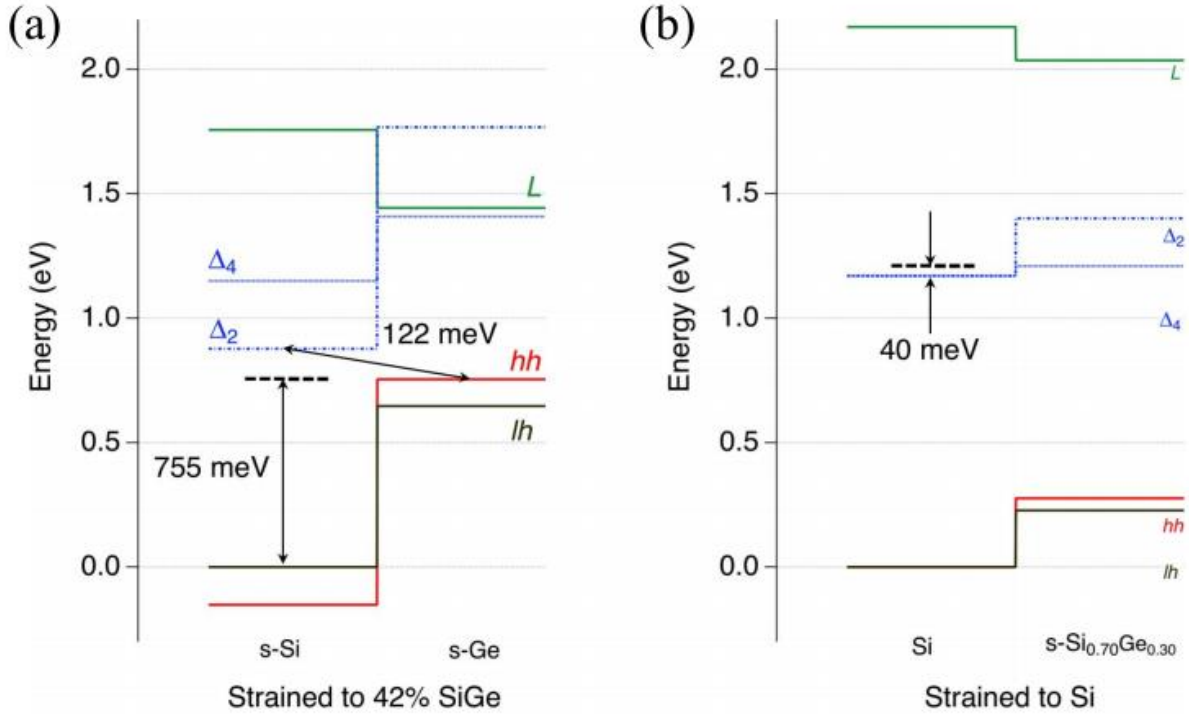 (a)
Energy (eV)
2.0
1.5
1.0
0.5
0.0
Δ4
Δ2
L
122 meV
hh
lh
755 meV
s-Si
s-Ge
Strained to 42% SiGe
(b)
Energy (eV)
2.0
1.5
1.0
0.5
0.0
L
Δ2
Δ4
40 meV
hh
lh
Si
s-Si0.70Ge0.30
Strained to Si